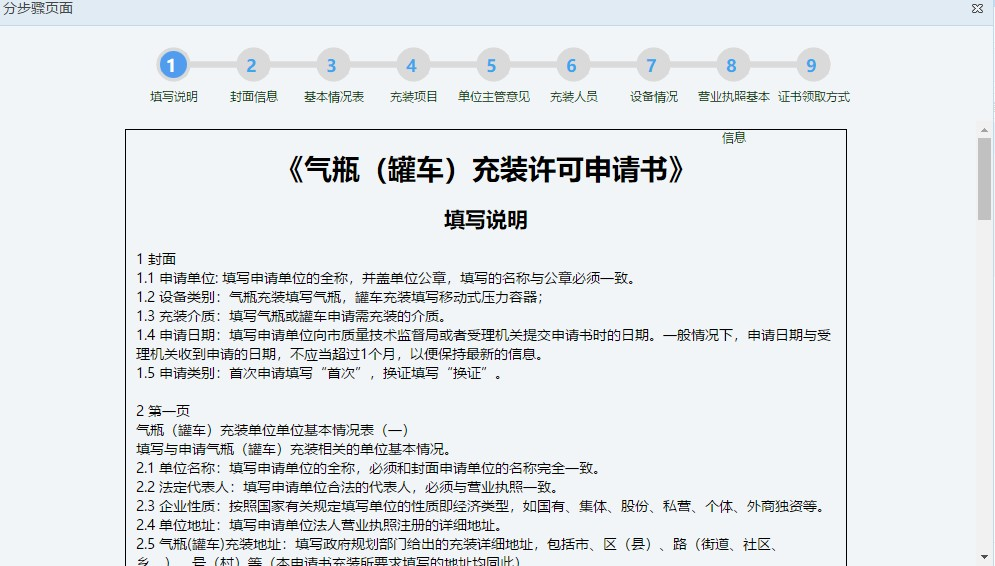 分步骤页面
1 2 3 4 5 6 7 8 9
填写说明 封面信息 基本情况表 充装项目 单位主管意见 充装人员 设备情况 营业执照基本 证书领取方式
信息
《气瓶（罐车）充装许可申请书》
填写说明
1 封面
1.1 申请单位: 填写申请单位的全称，并盖单位公章，填写的名称与公章必须一致。
1.2 设备类别：气瓶充装填写气瓶，罐车充装填写移动式压力容器；
1.3 充装介质：填写气瓶或罐车申请需充装的介质。
1.4 申请日期：填写申请单位向市质量技术监督局或者受理机关提交申请书时的日期。一般情况下，申请日期与受
理机关收到申请的日期，不应当超过1个月，以便保持最新的信息。
1.5 申请类别：首次申请填写“首次”，换证填写“换证”。
2 第一页
气瓶（罐车）充装单位单位基本情况表（一）
填写与申请气瓶（罐车）充装相关的单位基本情况。
2.1 单位名称：填写申请单位的全称，必须和封面申请单位的名称完全一致。
2.2 法定代表人：填写申请单位合法的代表人，必须与营业执照一致。
2.3 企业性质：按照国家有关规定填写单位的性质即经济类型，如国有、集体、股份、私营、个体、外商独资等。
2.4 单位地址：填写申请单位法人营业执照注册的详细地址。
2.5 气瓶(罐车)充装地址：填写政府规划部门给出的充装详细地址，包括市、区（县）、路（街道、社区、
乡、）、号（村）等（本申请书充装所要求填写的地址均同此）